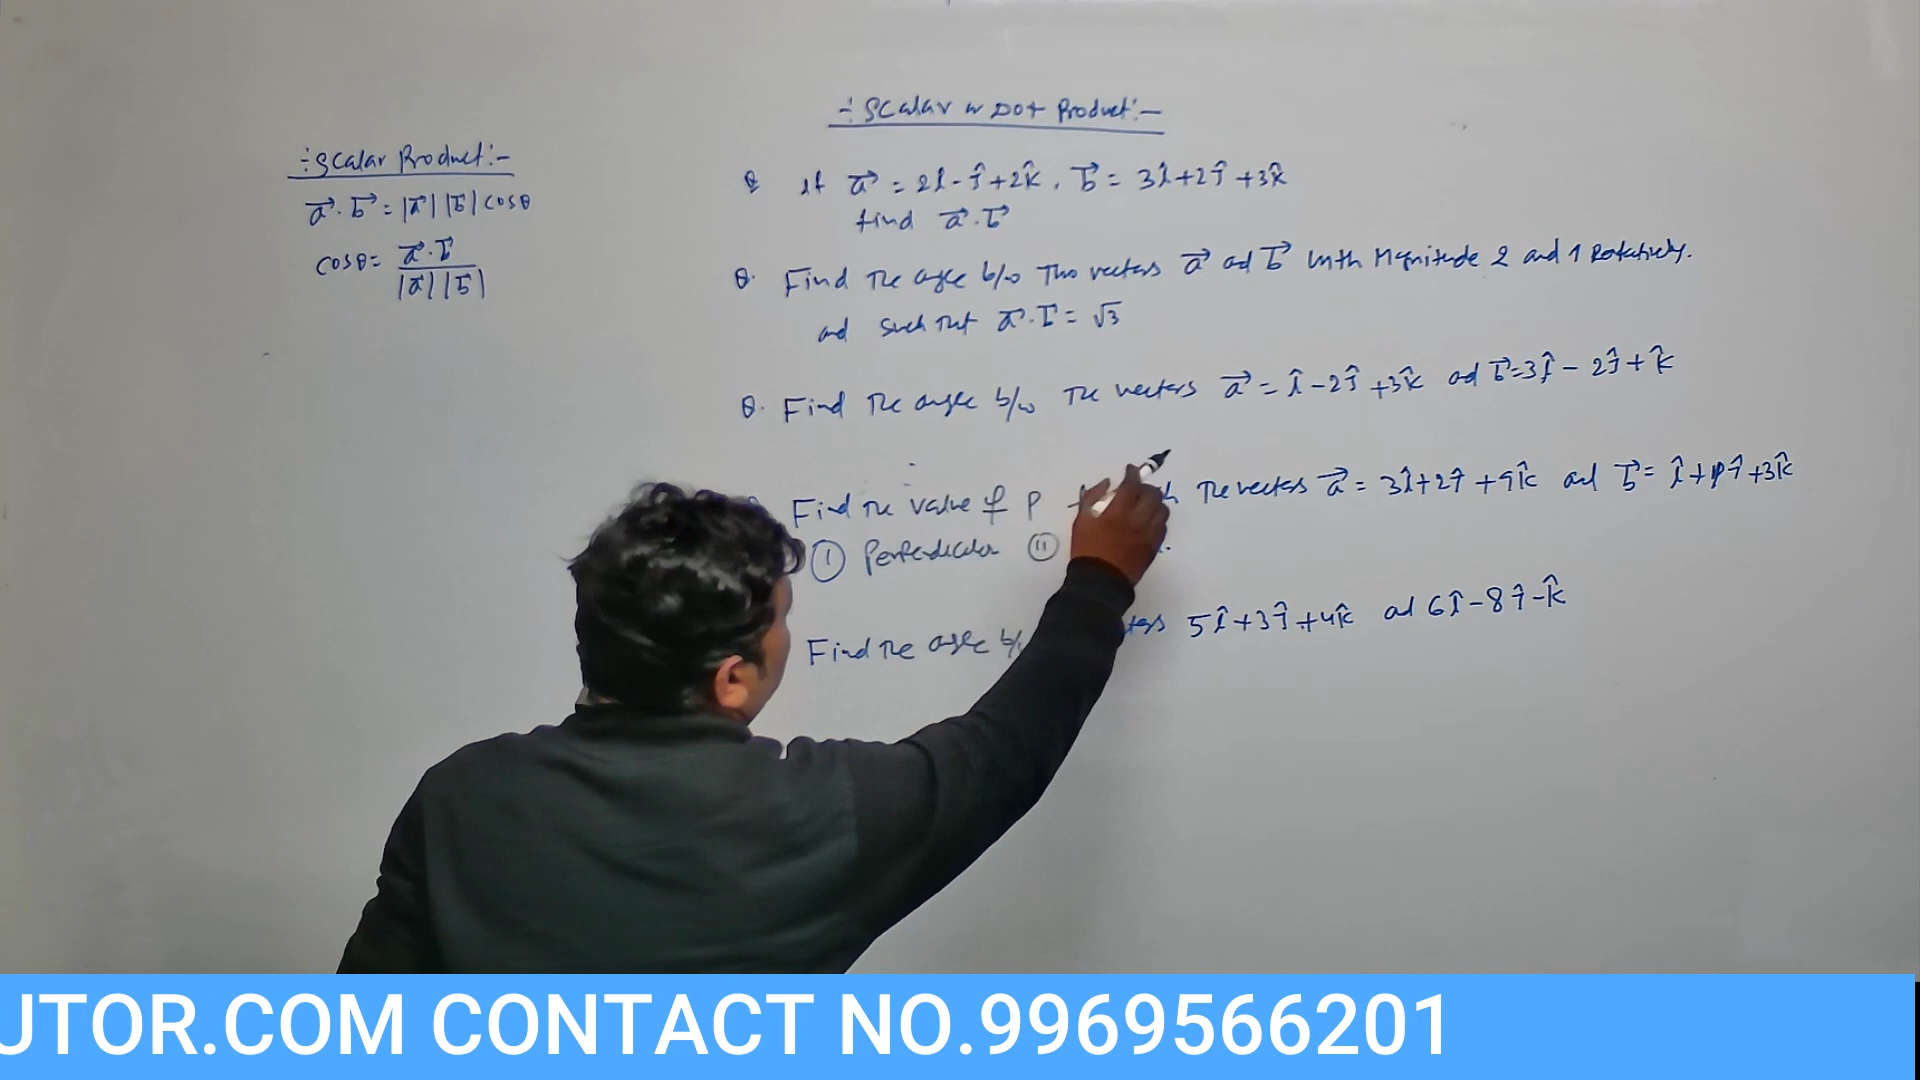 :- Scalar or Dot Product :-
:- Scalar Product :-
a⃗ . b⃗ = |a⃗| |b⃗| cosθ
cosθ = a⃗ . b⃗ / |a⃗| |b⃗|
Q If a⃗ = 2î - ĵ + 2k̂ , b⃗ = 3î + 2ĵ + 3k̂
find a⃗ . b⃗
Q. Find the angle b/w Two vectors a⃗ and b⃗ with Magnitude 2 and 1
and such that a⃗ . b⃗ = √3
Q. Find the angle b/w The vectors a⃗ = î - 2ĵ + 3k̂ and b⃗ = 3î - 2ĵ + k̂
Find the value of p The vectors a⃗ = 3î + 2ĵ + 9k̂ and b⃗ = î + pĵ + 3k̂
(i) Perpendicular (ii)
Find the angle b/w 5î + 3ĵ + 4k̂ and 6î - 8ĵ - k̂
UTOR.COM CONTACT NO.9969566201